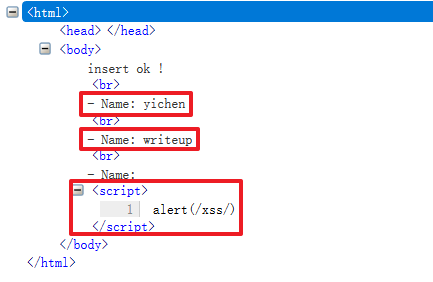 <html>
<head> </head>
<body>
insert ok !
<br>
- Name: yichen
<br>
- Name: writeup
<br>
- Name:
<script>
1 alert(/xss/)
</script>
</body>
</html>